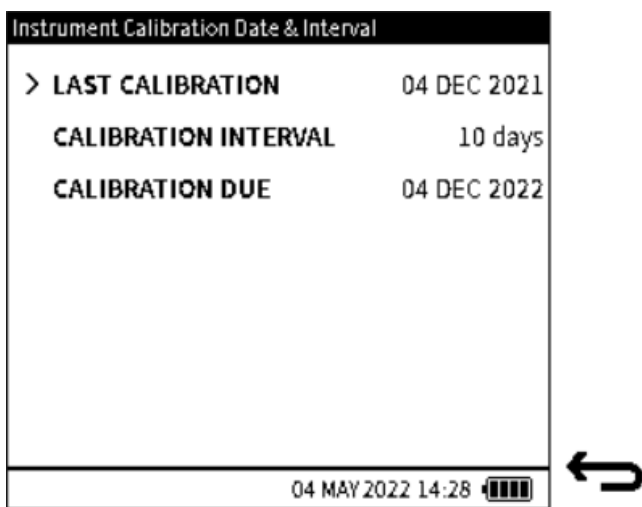 Instrument Calibration Date & Interval
> LAST CALIBRATION 04 DEC 2021
CALIBRATION INTERVAL 10 days
CALIBRATION DUE 04 DEC 2022
04 MAY 2022 14:28